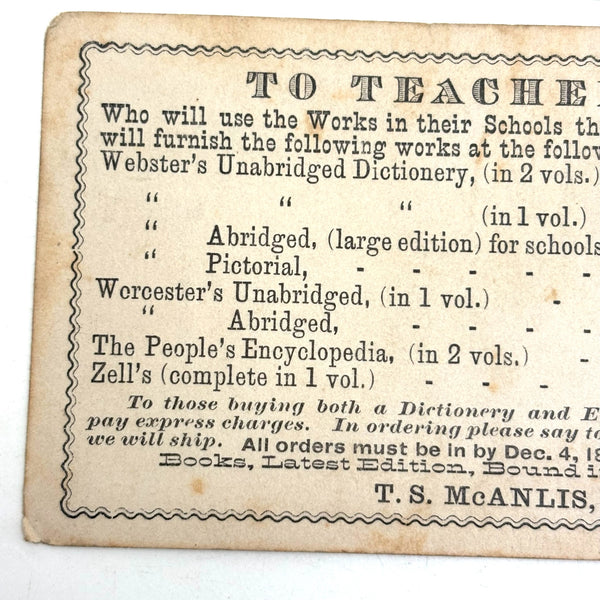 TO TEACHE
Who will use the Works in their Schools th
will furnish the following works at the follow
Webster's Unabridged Dictionery, (in 2 vols.)
" " " (in 1 vol.)
" Abridged, (large edition) for schools
" Pictorial, - - - - -
Worcester's Unabridged, (in 1 vol.) -
" Abridged, - - - -
The People's Encyclopedia, (in 2 vols.) -
Zell's (complete in 1 vol.) - - - -
To those buying both a Dictionery and E
pay express charges. In ordering please say to
we will ship. All orders must be in by Dec. 4, 18
Books, Latest Edition, Bound i
T. S. McANLIS,